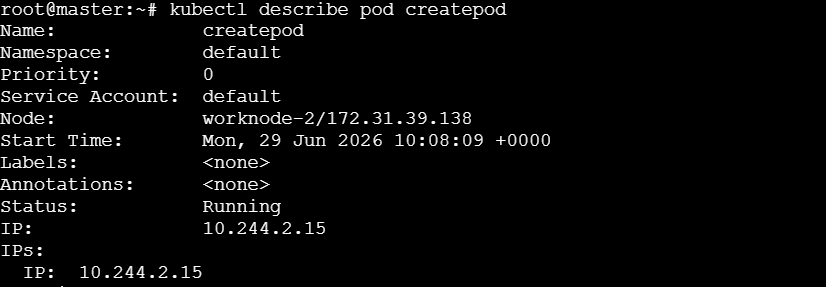 root@master:~# kubectl describe pod createpod
Name:             createpod
Namespace:        default
Priority:         0
Service Account:  default
Node:             worknode-2/172.31.39.138
Start Time:       Mon, 29 Jun 2026 10:08:09 +0000
Labels:           <none>
Annotations:      <none>
Status:           Running
IP:               10.244.2.15
IPs:
  IP:  10.244.2.15